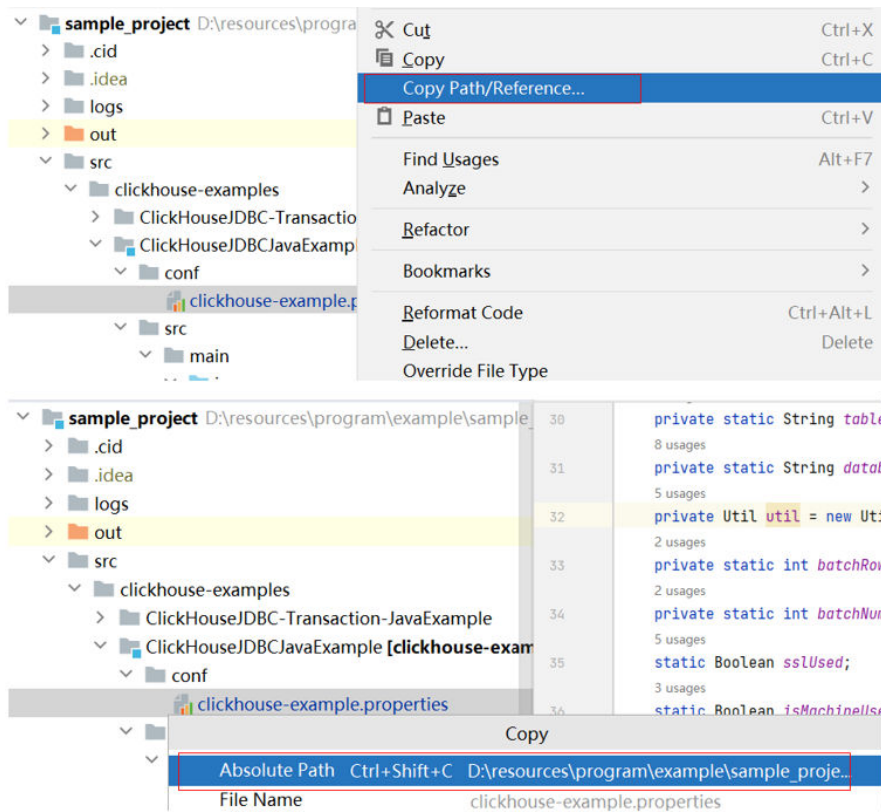 sample_project D:\resources\progra
.cid
.idea
logs
out
src
clickhouse-examples
ClickHouseJDBC-Transactio
ClickHouseJDBCJavaExampl
conf
clickhouse-example.p
src
main
Cut Ctrl+X
Copy Ctrl+C
Copy Path/Reference...
Paste Ctrl+V
Find Usages Alt+F7
Analyze
Refactor
Bookmarks
Reformat Code Ctrl+Alt+L
Delete... Delete
Override File Type
sample_project D:\resources\program\example\sample_
.cid
.idea
logs
out
src
clickhouse-examples
ClickHouseJDBC-Transaction-JavaExample
ClickHouseJDBCJavaExample [clickhouse-exam
conf
clickhouse-example.properties
30 private static String table
8 usages
31 private static String datab
5 usages
32 private Util util = new Uti
2 usages
33 private static int batchRow
2 usages
34 private static int batchNum
5 usages
35 static Boolean sslUsed;
3 usages
36 static Boolean isMachineUse
Copy
Absolute Path Ctrl+Shift+C D:\resources\program\example\sample_proje...
File Name clickhouse-example.properties